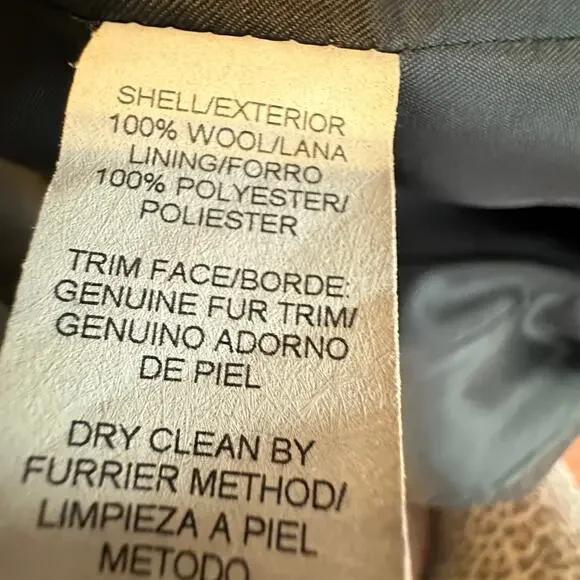 SHELL/EXTERIOR
100% WOOL/LANA
LINING/FORRO
100% POLYESTER/
POLIESTER
TRIM FACE/BORDE:
GENUINE FUR TRIM/
GENUINO ADORNO
DE PIEL
DRY CLEAN BY
FURRIER METHOD/
LIMPIEZA A PIEL
METODO